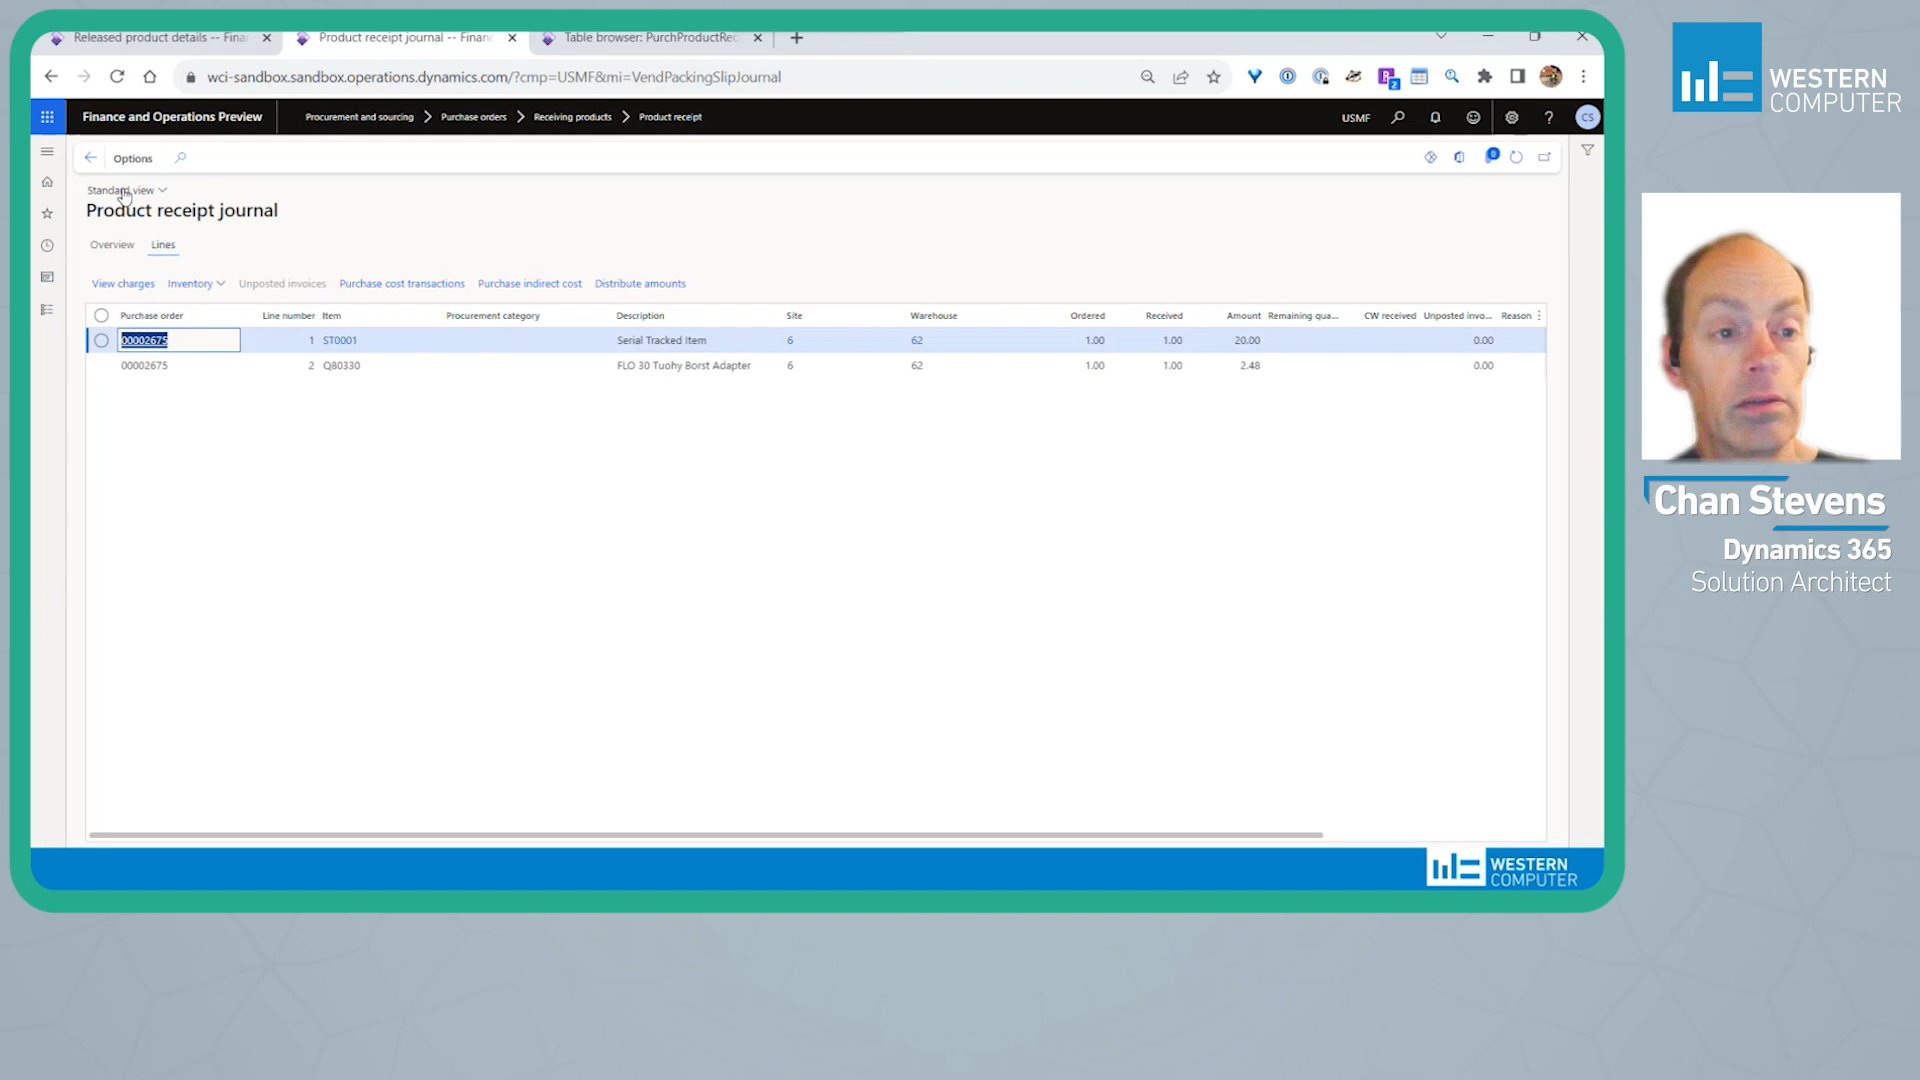 Released product details -- Finan
Product receipt journal -- Financ
Table browser: PurchProductRec
wci-sandbox.sandbox.operations.dynamics.com/?cmp=USMF&mi=VendPackingSlipJournal
2
Finance and Operations Preview
Procurement and sourcing
Purchase orders
Receiving products
Product receipt
USMF
?
CS
Options
0
Standard view
Product receipt journal
Overview
Lines
View charges
Inventory
Unposted invoices
Purchase cost transactions
Purchase indirect cost
Distribute amounts
Purchase order Line number Item Procurement category Description Site Warehouse Ordered Received Amount Remaining qua... CW received Unposted invo... Reason
00002675 1 ST0001 Serial Tracked Item 6 62 1.00 1.00 20.00 0.00
00002675 2 Q80330 FLO 30 Tuohy Borst Adapter 6 62 1.00 1.00 2.48 0.00
WESTERN
COMPUTER
WESTERN
COMPUTER
Chan Stevens
Dynamics 365
Solution Architect